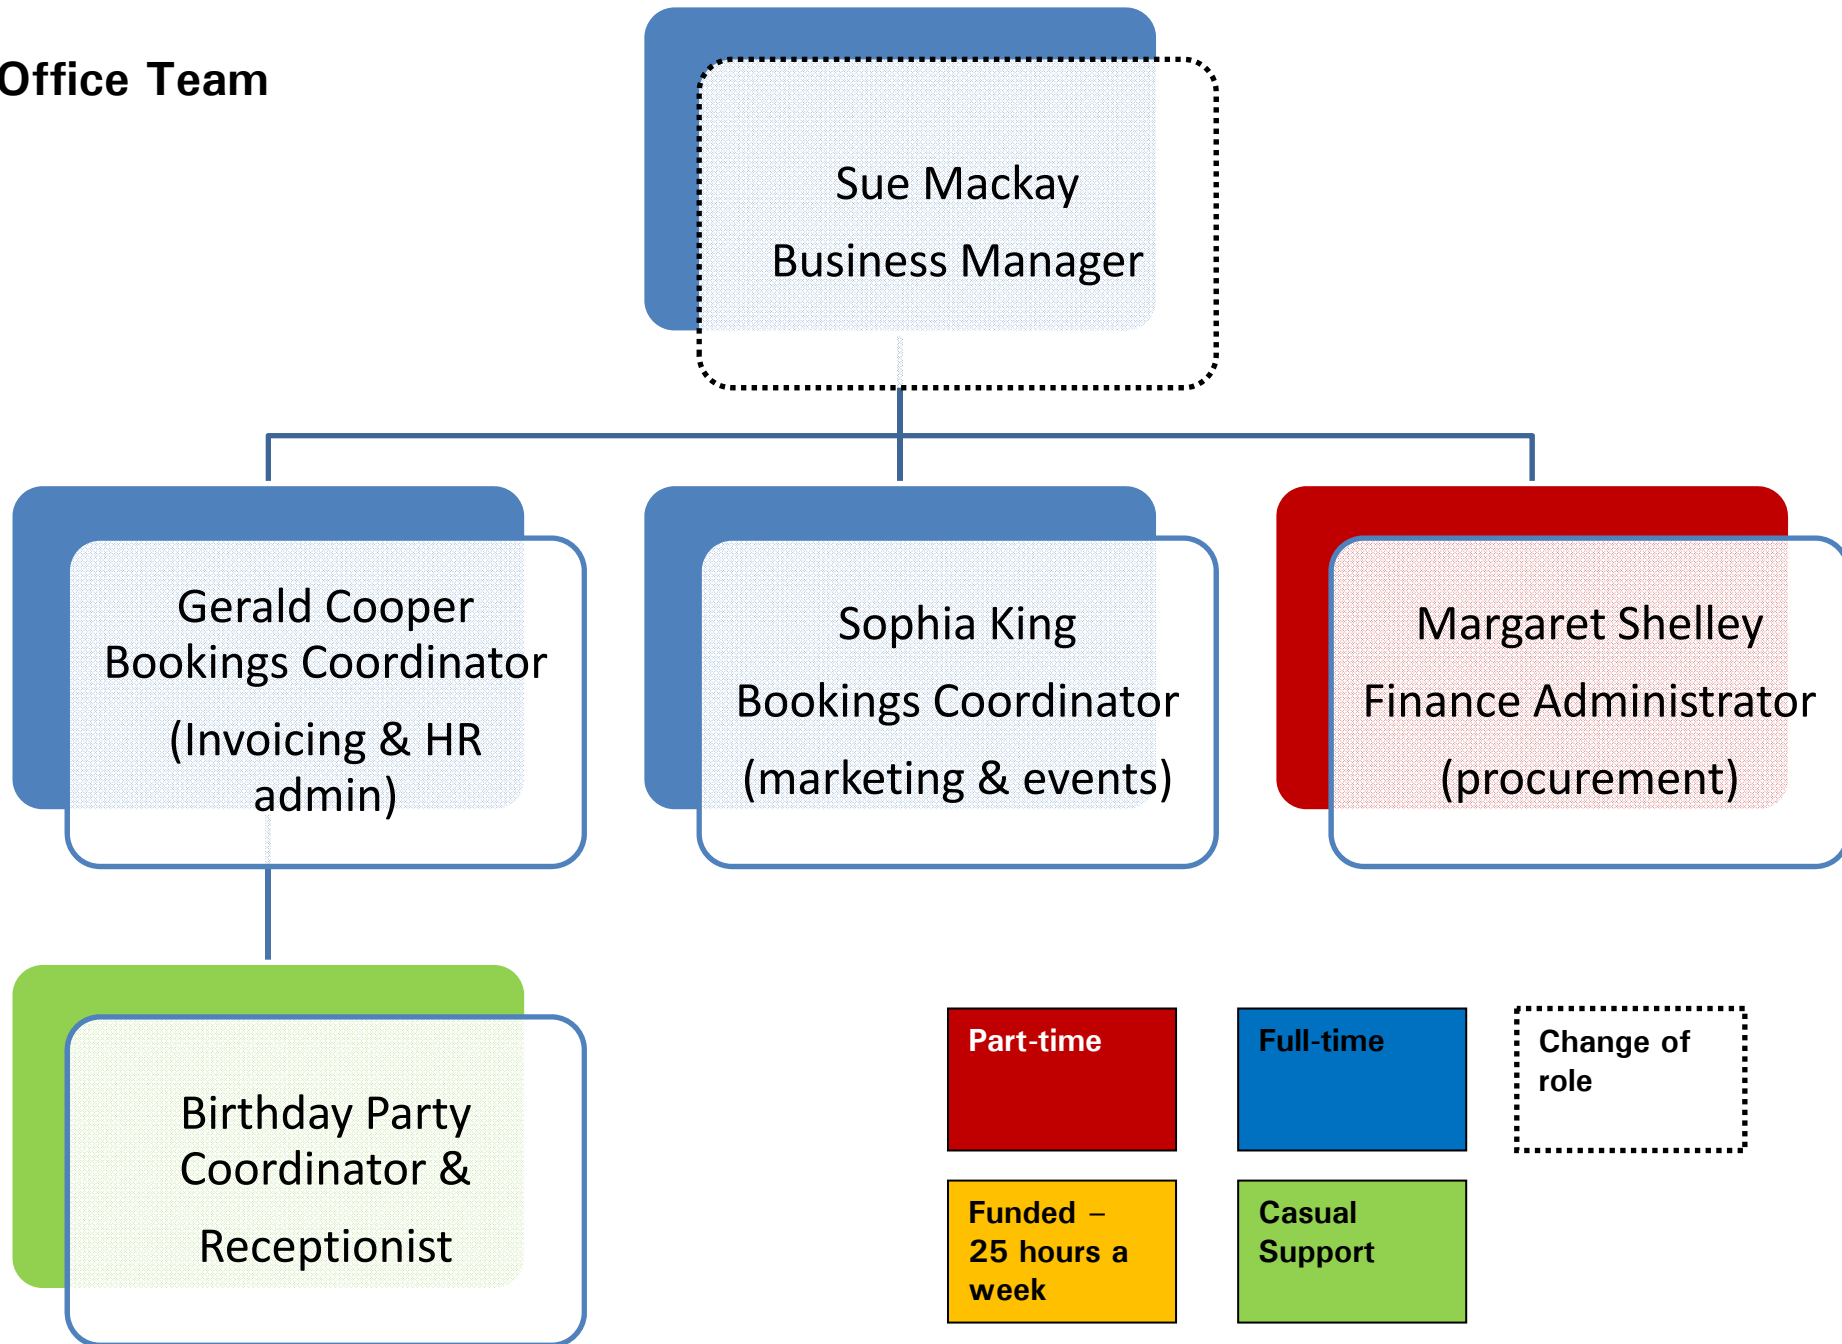 Office Team
Sue Mackay
Business Manager
Gerald Cooper
Bookings Coordinator
(Invoicing & HR
admin)
Sophia King
Bookings Coordinator
(marketing & events)
Margaret Shelley
Finance Administrator
(procurement)
Birthday Party
Coordinator &
Receptionist
Part-time
Full-time
Change of
role
Funded –
25 hours a
week
Casual
Support